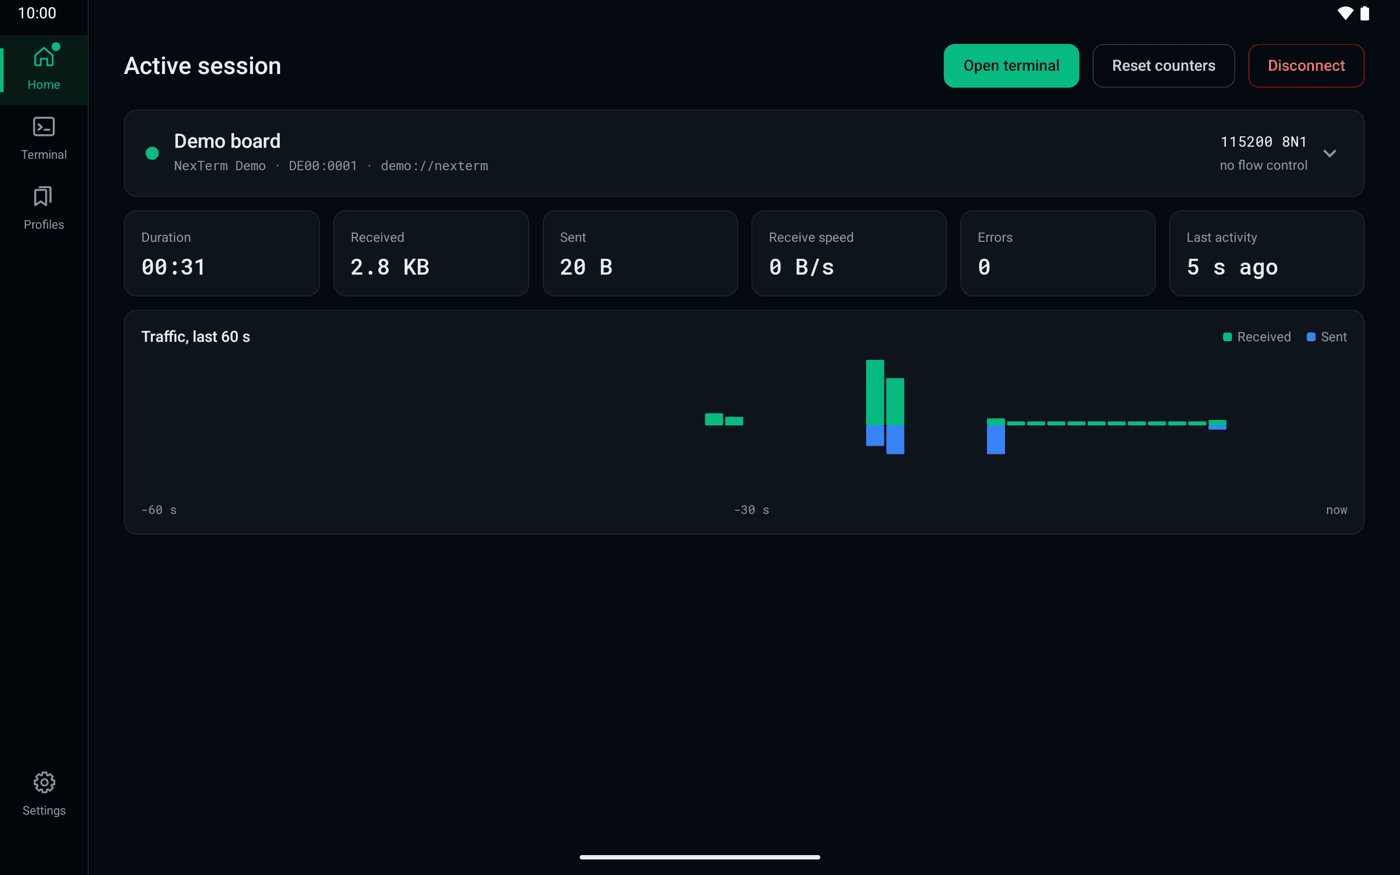 10:00
Home
Terminal
Profiles
Settings
Active session
Open terminal
Reset counters
Disconnect
Demo board
NexTerm Demo · DE00:0001 · demo://nexterm
115200 8N1
no flow control
Duration
00:31
Received
2.8 KB
Sent
20 B
Receive speed
0 B/s
Errors
0
Last activity
5 s ago
Traffic, last 60 s
Received
Sent
-60 s
-30 s
now